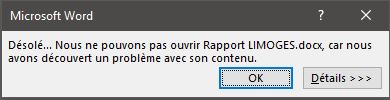 Microsoft Word
Désolé... Nous ne pouvons pas ouvrir Rapport LIMOGES.docx, car nous
avons découvert un problème avec son contenu.
OK
Détails >>>